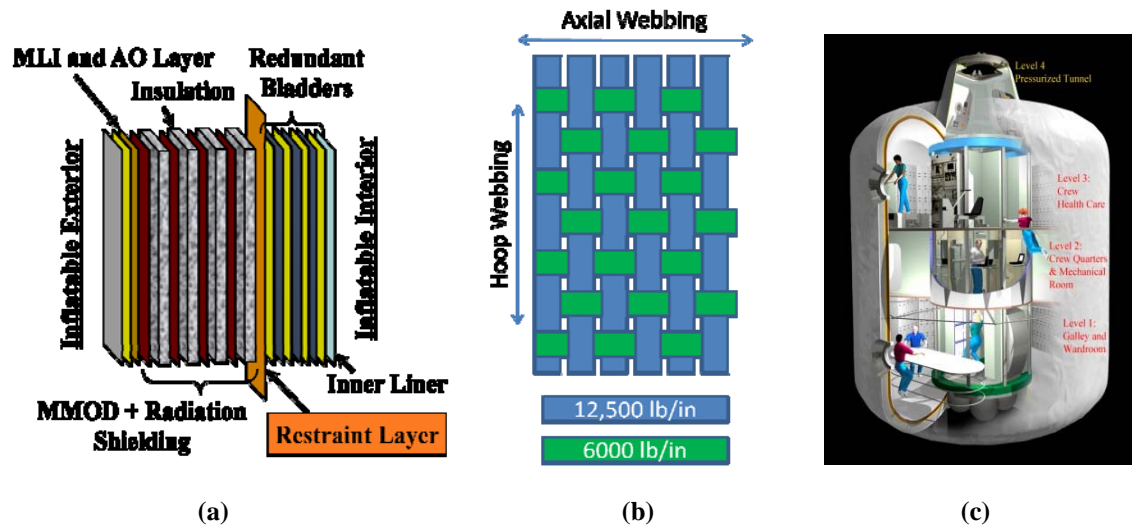 MLI and AO Layer
Redundant
Bladders
Insulation
Inflatable Exterior
Inflatable Interior
Inner Liner
MMOD + Radiation
Shielding
Restraint Layer
(a)
Axial Webbing
Hoop Webbing
12,500 lb/in
6000 lb/in
(b)
Level 4
Pressurized Tunnel
Level 3:
Crew
Health Care
Level 2:
Crew Quarters
& Mechanical
Room
Level 1:
Galley and
Wardroom
(c)